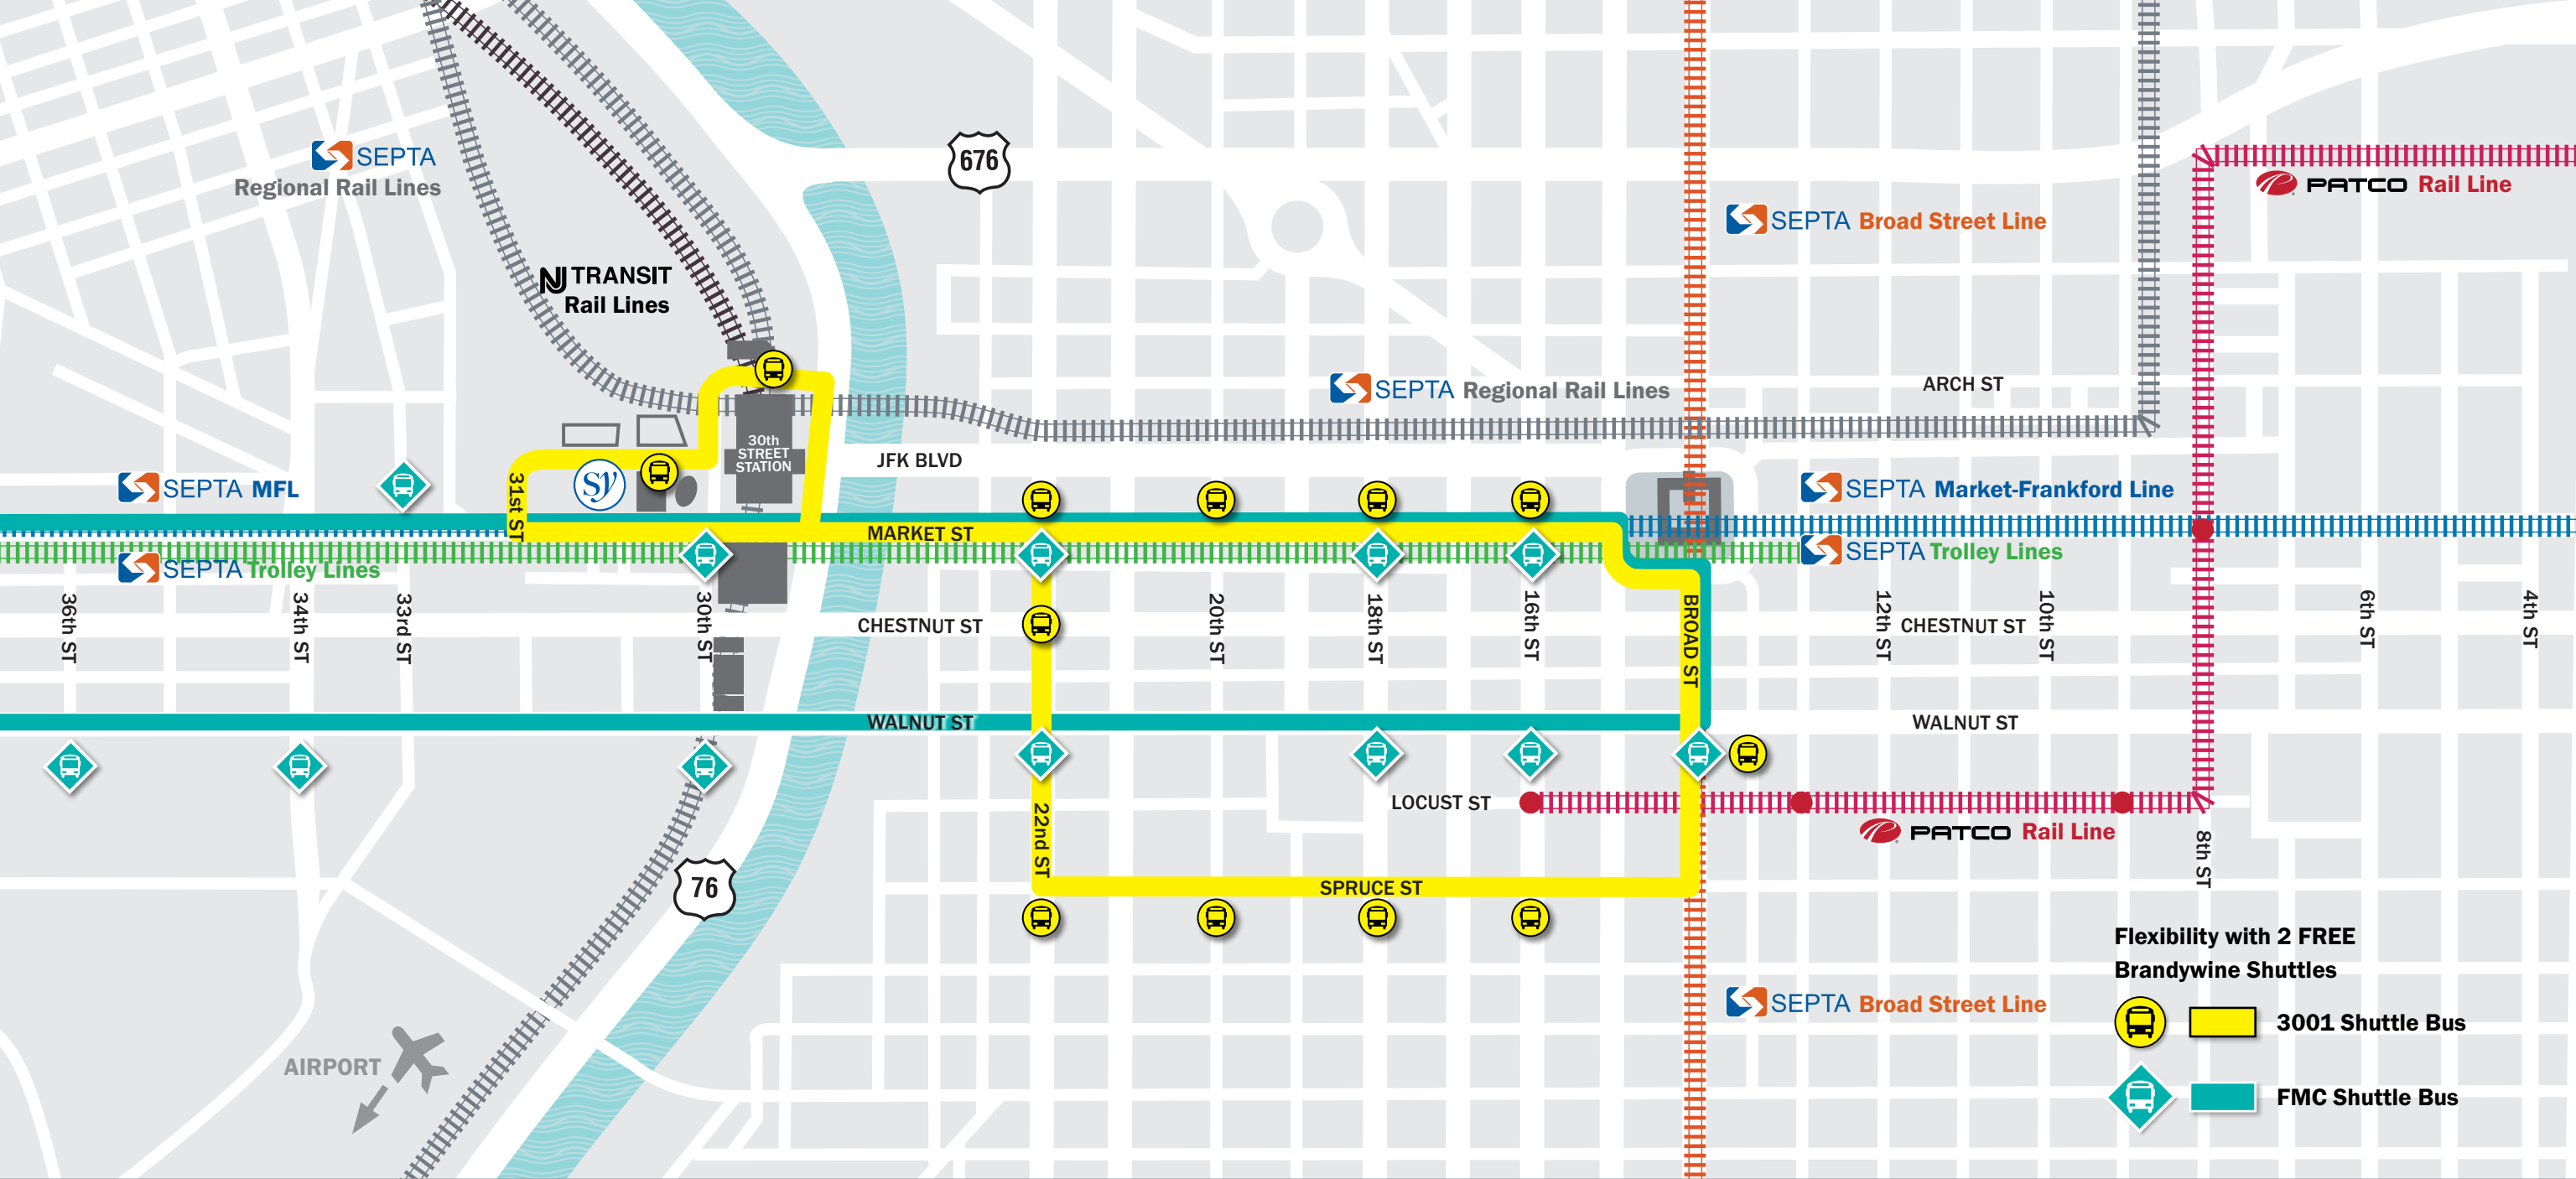 676
SEPTA
Regional Rail Lines
PATCO Rail Line
SEPTA Broad Street Line
NJ TRANSIT
Rail Lines
ARCH ST
SEPTA Regional Rail Lines
30th
STREET
STATION
JFK BLVD
SEPTA MFL
sy
31st ST
SEPTA Market-Frankford Line
MARKET ST
SEPTA Trolley Lines
SEPTA Trolley Lines
36th ST
34th ST
33rd ST
30th ST
CHESTNUT ST
20th ST
18th ST
16th ST
BROAD ST
12th ST
CHESTNUT ST
10th ST
6th ST
4th ST
WALNUT ST
WALNUT ST
22nd ST
LOCUST ST
PATCO Rail Line
8th ST
76
SPRUCE ST
Flexibility with 2 FREE
Brandywine Shuttles
SEPTA Broad Street Line
3001 Shuttle Bus
AIRPORT
FMC Shuttle Bus